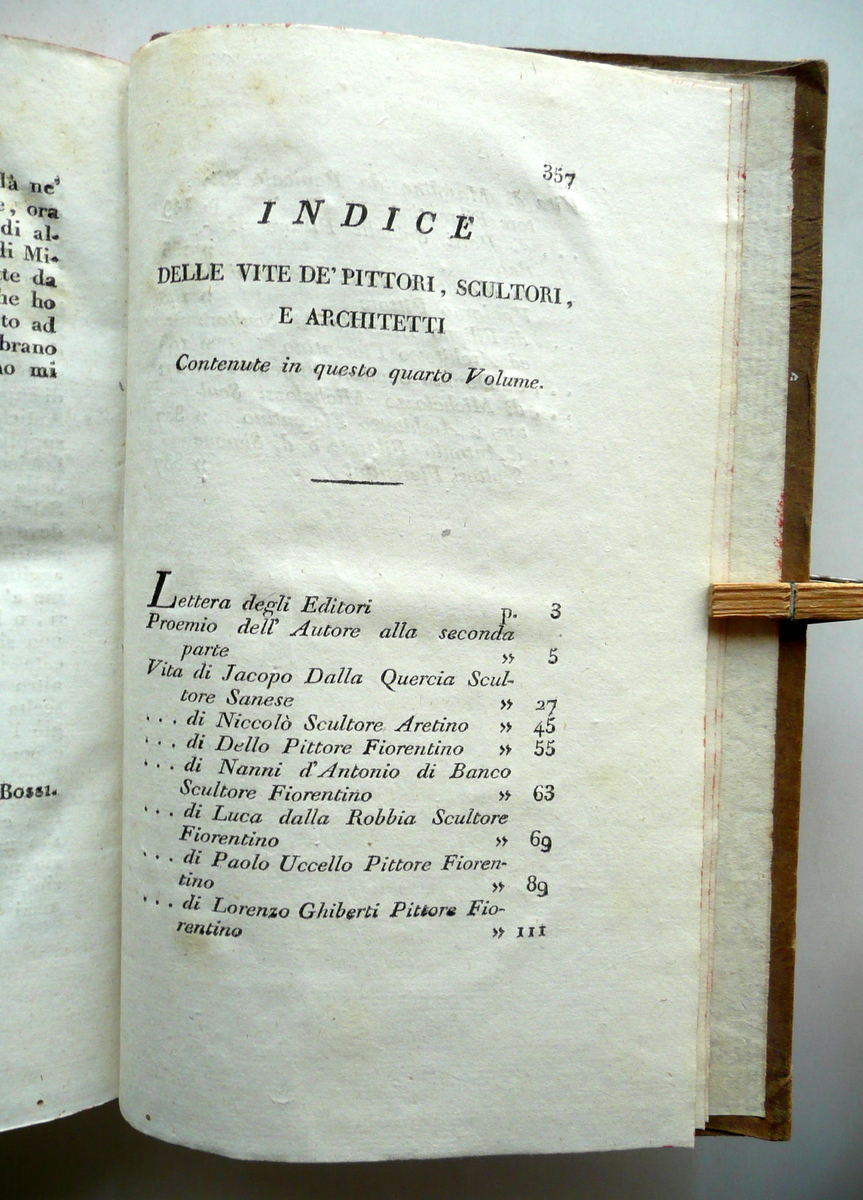 là ne'
e, ora
di al-
di Mi-
te da
he ho
to ad
brano
no mi
Bossi.
357
INDICE
DELLE VITE DE' PITTORI, SCULTORI,
E ARCHITETTI
Contenute in questo quarto Volume.
Lettera degli Editori p. 3
Proemio dell' Autore alla seconda
parte » 5
Vita di Jacopo Dalla Quercia Scul-
tore Sanese » 27
... di Niccolò Scultore Aretino » 45
... di Dello Pittore Fiorentino » 55
... di Nanni d'Antonio di Banco
Scultore Fiorentino » 63
... di Luca dalla Robbia Scultore
Fiorentino » 69
... di Paolo Uccello Pittore Fioren-
tino » 89
... di Lorenzo Ghiberti Pittore Fio-
rentino » 111